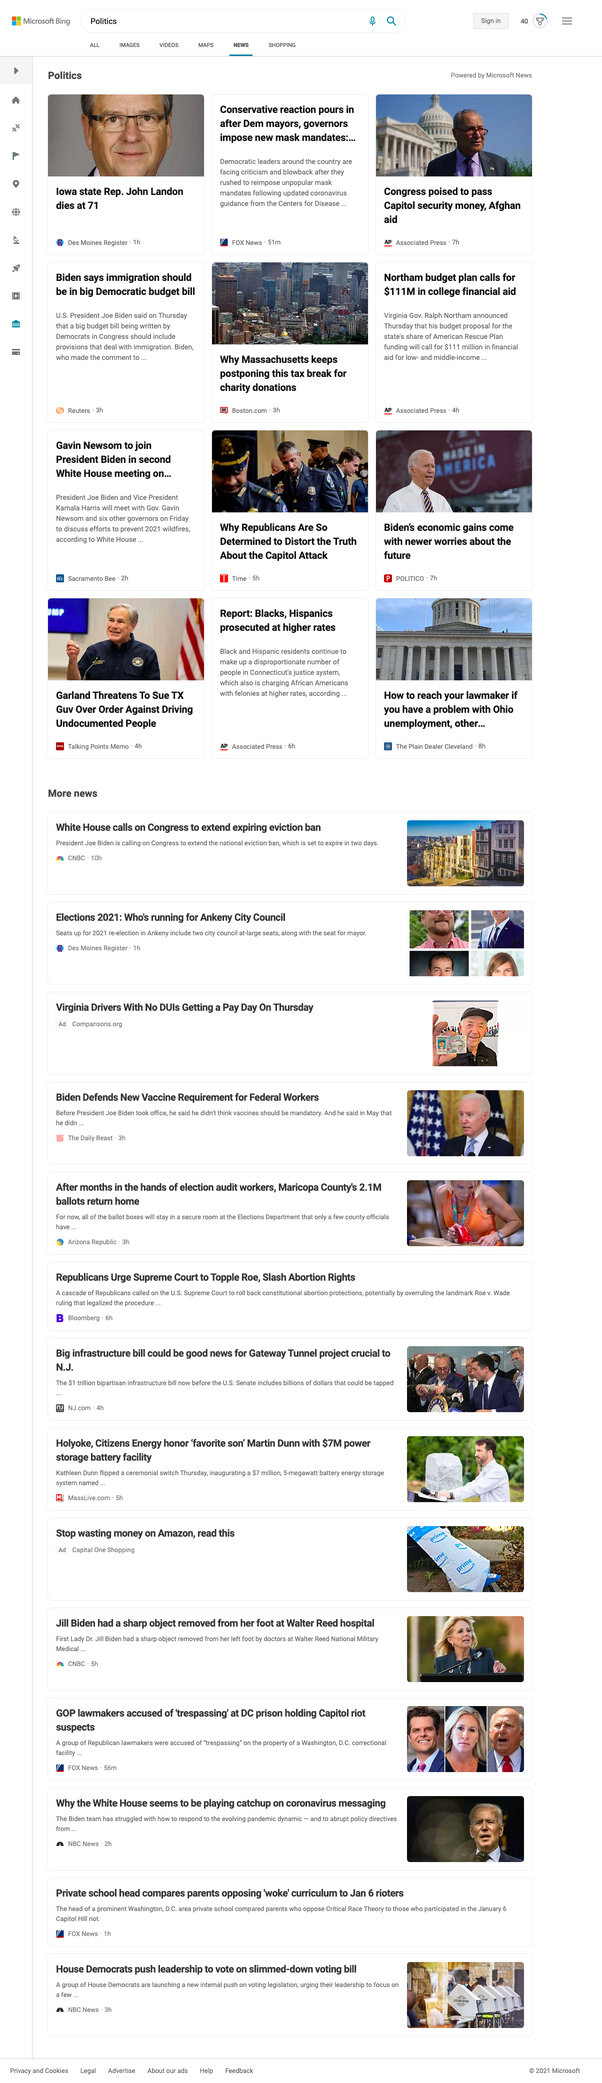 Microsoft Bing
Politics
Sign in
40
ALL
IMAGES
VIDEOS
MAPS
NEWS
SHOPPING
Politics
Powered by Microsoft News
Iowa state Rep. John Landon
dies at 71
Des Moines Register · 1h
Conservative reaction pours in
after Dem mayors, governors
impose new mask mandates:...
Democratic leaders around the country are
facing criticism and blowback after they
rushed to reimpose unpopular mask
mandates following updated coronavirus
guidance from the Centers for Disease ...
FOX News · 51m
Congress poised to pass
Capitol security money, Afghan
aid
AP Associated Press · 7h
Biden says immigration should
be in big Democratic budget bill
U.S. President Joe Biden said on Thursday
that a big budget bill being written by
Democrats in Congress should include
provisions that deal with immigration. Biden,
who made the comment to ...
Reuters · 3h
Why Massachusetts keeps
postponing this tax break for
charity donations
Boston.com · 3h
Northam budget plan calls for
$111M in college financial aid
Virginia Gov. Ralph Northam announced
Thursday that his budget proposal for the
state's share of American Rescue Plan
funding will call for $111 million in financial
aid for low- and middle-income ...
AP Associated Press · 4h
Gavin Newsom to join
President Biden in second
White House meeting on...
President Joe Biden and Vice President
Kamala Harris will meet with Gov. Gavin
Newsom and six other governors on Friday
to discuss efforts to prevent 2021 wildfires,
according to White House ...
Sacramento Bee · 2h
Why Republicans Are So
Determined to Distort the Truth
About the Capitol Attack
Time · 5h
MADE IN
AMERICA
Biden's economic gains come
with newer worries about the
future
POLITICO · 7h
UMP
Garland Threatens To Sue TX
Guv Over Order Against Driving
Undocumented People
Talking Points Memo · 4h
Report: Blacks, Hispanics
prosecuted at higher rates
Black and Hispanic residents continue to
make up a disproportionate number of
people in Connecticut's justice system,
which also is charging African Americans
with felonies at higher rates, according ...
AP Associated Press · 6h
How to reach your lawmaker if
you have a problem with Ohio
unemployment, other...
The Plain Dealer Cleveland · 8h
More news
White House calls on Congress to extend expiring eviction ban
President Joe Biden is calling on Congress to extend the national eviction ban, which is set to expire in two days.
CNBC · 10h
Elections 2021: Who's running for Ankeny City Council
Seats up for 2021 re-election in Ankeny include two city council at-large seats, along with the seat for mayor.
Des Moines Register · 1h
Virginia Drivers With No DUIs Getting a Pay Day On Thursday
Ad Comparisons.org
Biden Defends New Vaccine Requirement for Federal Workers
Before President Joe Biden took office, he said he didn't think vaccines should be mandatory. And he said in May that
he didn ...
The Daily Beast · 3h
After months in the hands of election audit workers, Maricopa County's 2.1M
ballots return home
For now, all of the ballot boxes will stay in a secure room at the Elections Department that only a few county officials
have ...
Arizona Republic · 3h
Republicans Urge Supreme Court to Topple Roe, Slash Abortion Rights
A cascade of Republicans called on the U.S. Supreme Court to roll back constitutional abortion protections, potentially by overruling the landmark Roe v. Wade
ruling that legalized the procedure ...
B Bloomberg · 6h
Big infrastructure bill could be good news for Gateway Tunnel project crucial to
N.J.
The $1 trillion bipartisan infrastructure bill now before the U.S. Senate includes billions of dollars that could be tapped
...
NJ.com · 4h
Holyoke, Citizens Energy honor 'favorite son' Martin Dunn with $7M power
storage battery facility
Kathleen Dunn flipped a ceremonial switch Thursday, inaugurating a $7 million, 5-megawatt battery energy storage
system named ...
MassLive.com · 5h
Stop wasting money on Amazon, read this
Ad Capital One Shopping
prime
prime
Jill Biden had a sharp object removed from her foot at Walter Reed hospital
First Lady Dr. Jill Biden had a sharp object removed from her left foot by doctors at Walter Reed National Military
Medical ...
CNBC · 5h
GOP lawmakers accused of 'trespassing' at DC prison holding Capitol riot
suspects
A group of Republican lawmakers were accused of "trespassing" on the property of a Washington, D.C. correctional
facility ...
FOX News · 56m
Why the White House seems to be playing catchup on coronavirus messaging
The Biden team has struggled with how to respond to the evolving pandemic dynamic — and to abrupt policy directives
from ...
NBC News · 2h
Private school head compares parents opposing 'woke' curriculum to Jan 6 rioters
The head of a prominent Washington, D.C. area private school compared parents who oppose Critical Race Theory to those who participated in the January 6
Capitol Hill riot.
FOX News · 1h
House Democrats push leadership to vote on slimmed-down voting bill
A group of House Democrats are launching a new internal push on voting legislation, urging their leadership to focus on
a few ...
NBC News · 3h
Privacy and Cookies
Legal
Advertise
About our ads
Help
Feedback
© 2021 Microsoft